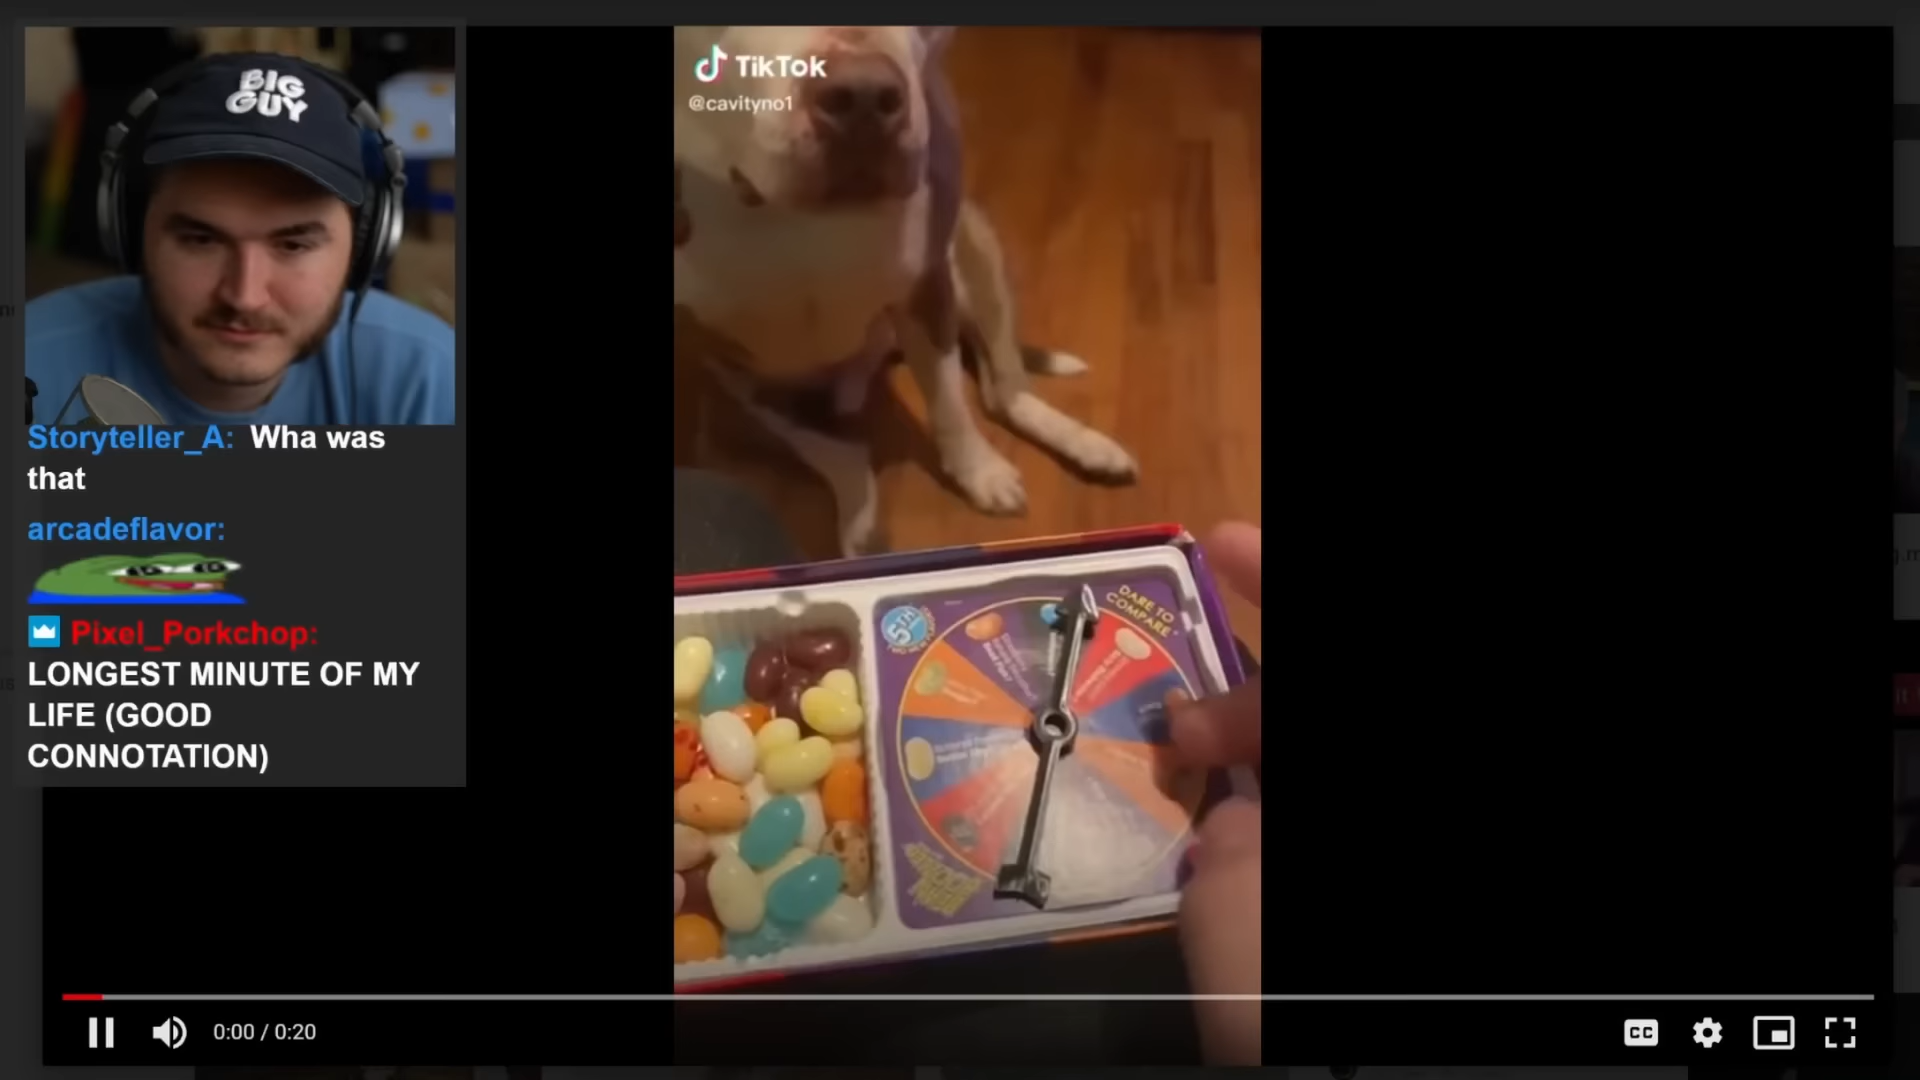 BIG
GUY
Storyteller_A: Wha was
that
arcadeflavor:
Pixel_Porkchop:
LONGEST MINUTE OF MY
LIFE (GOOD
CONNOTATION)
TikTok
@cavityno1
5TH
DARE TO
COMPARE
0:00 / 0:20
CC